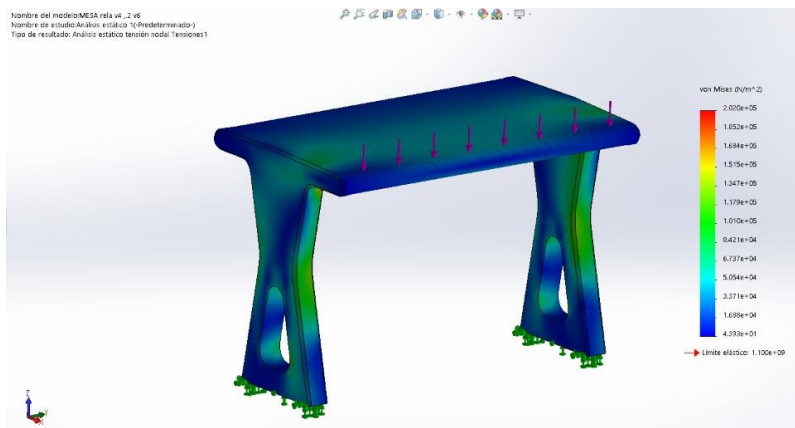 Nombre del modelo:MESA rela v4 ,.2 v6
Nombre de estudio:Análisis estático 1(-Predeterminado-)
Tipo de resultado: Análisis estático tensión nodal Tensiones1
von Mises (N/m^2)
2.020e+05
1.852e+05
1.684e+05
1.515e+05
1.347e+05
1.179e+05
1.010e+05
8.421e+04
6.737e+04
5.054e+04
3.371e+04
1.688e+04
4.393e+01
Límite elástico: 1.100e+09
Z
Y
X